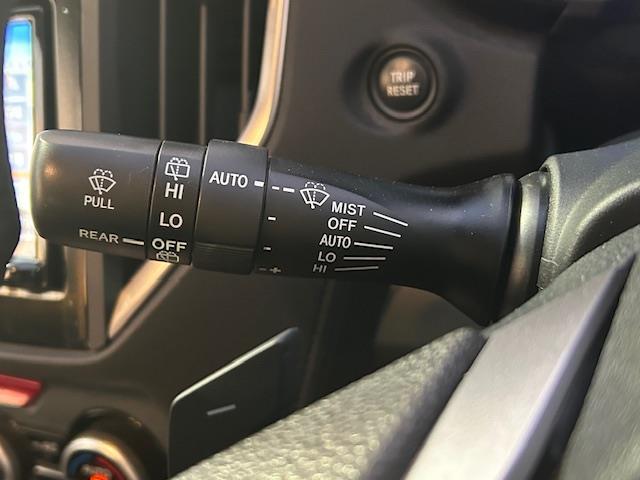 TRIP
RESET
PULL
REAR
HI
LO
OFF
AUTO
- +
MIST
OFF
AUTO
LO
HI